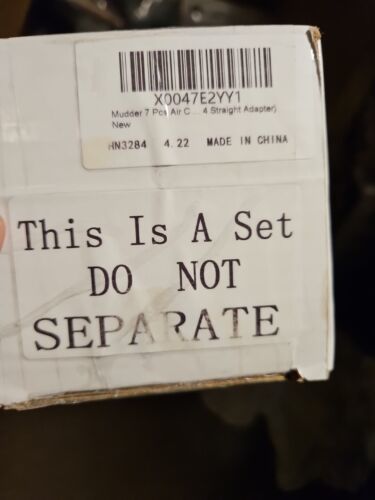 X0047E2YY1
Mudder 7 Pcs Air C ... 4 Straight Adapter)
New
HN3284 4.22 MADE IN CHINA
This Is A Set
DO NOT
SEPARATE